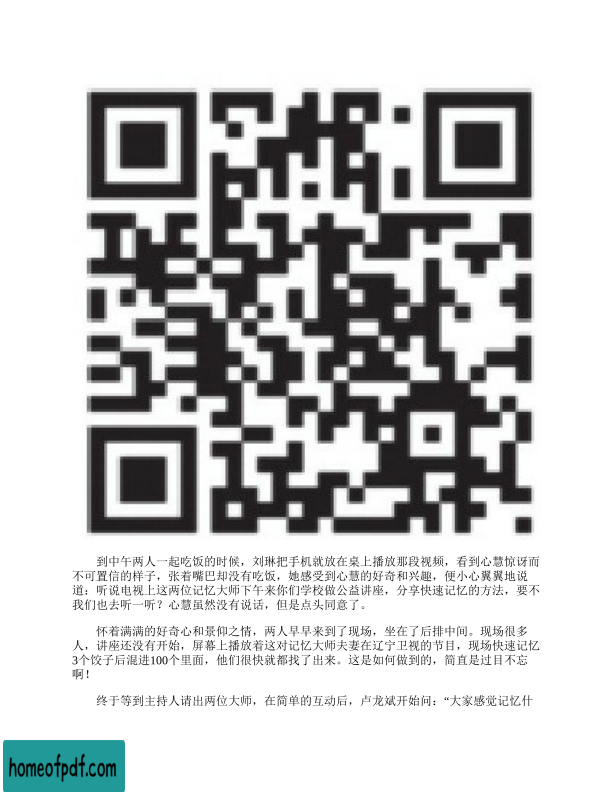 到中午两人一起吃饭的时候，刘琳把手机就放在桌上播放那段视频，看到心慧惊讶而
不可置信的样子，张着嘴巴却没有吃饭，她感受到心慧的好奇和兴趣，便小心翼翼地说
道：听说电视上这两位记忆大师下午来你们学校做公益讲座，分享快速记忆的方法，要不
我们也去听一听？心慧虽然没有说话，但是点头同意了。
怀着满满的好奇心和景仰之情，两人早早来到了现场，坐在了后排中间。现场很多
人，讲座还没有开始，屏幕上播放着这对记忆大师夫妻在辽宁卫视的节目，现场快速记忆
3个饺子后混进100个里面，他们很快就都找了出来。这是如何做到的，简直是过目不忘
啊！
终于等到主持人请出两位大师，在简单的互动后，卢龙斌开始问：“大家感觉记忆什
homeofpdf.com